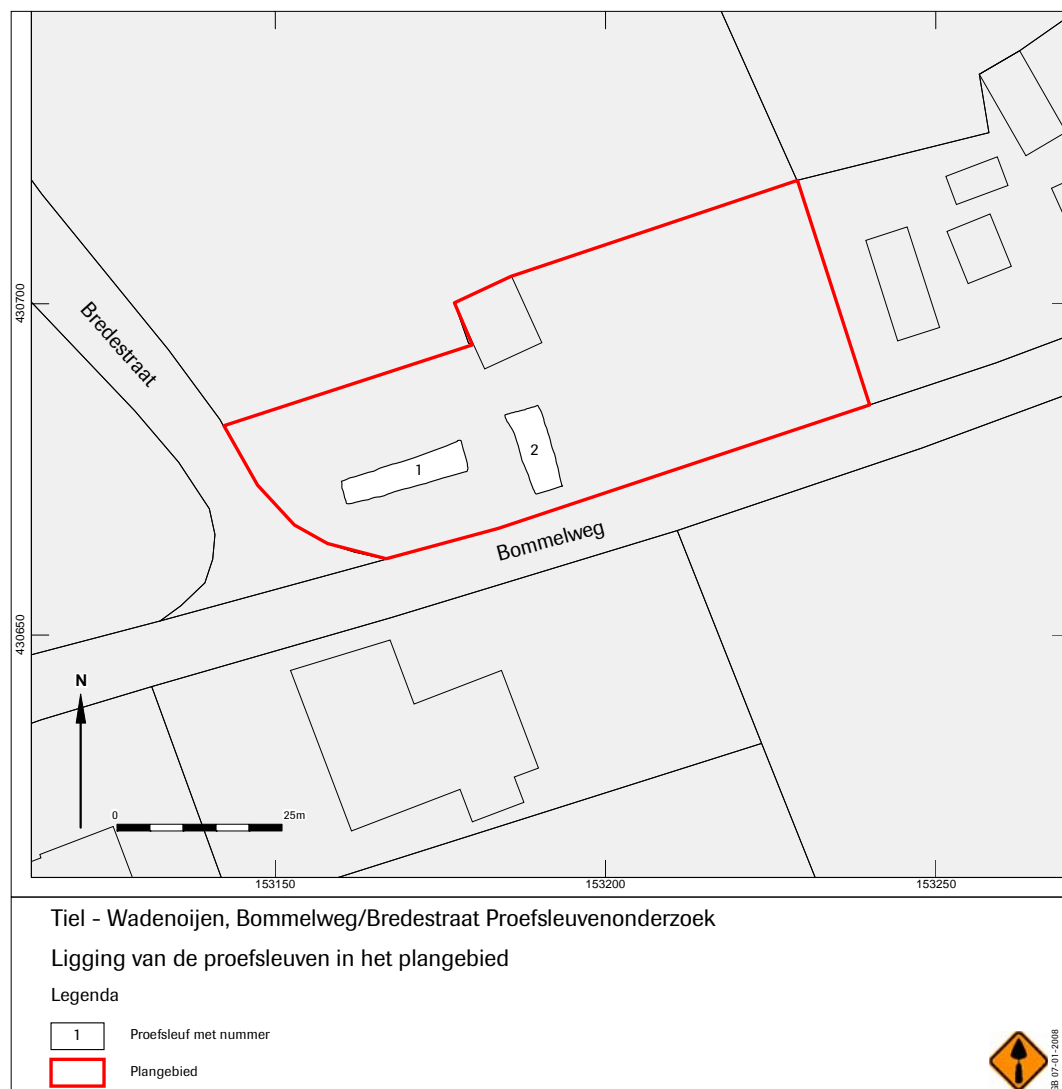 Bredestraat
430700
1
2
Bommelweg
430650
N
0 25m
153150 153200 153250
Tiel - Wadenoijen, Bommelweg/Bredestraat Proefsleuvenonderzoek
Ligging van de proefsleuven in het plangebied
Legenda
1 Proefsleuf met nummer
Plangebied
07-01-2008